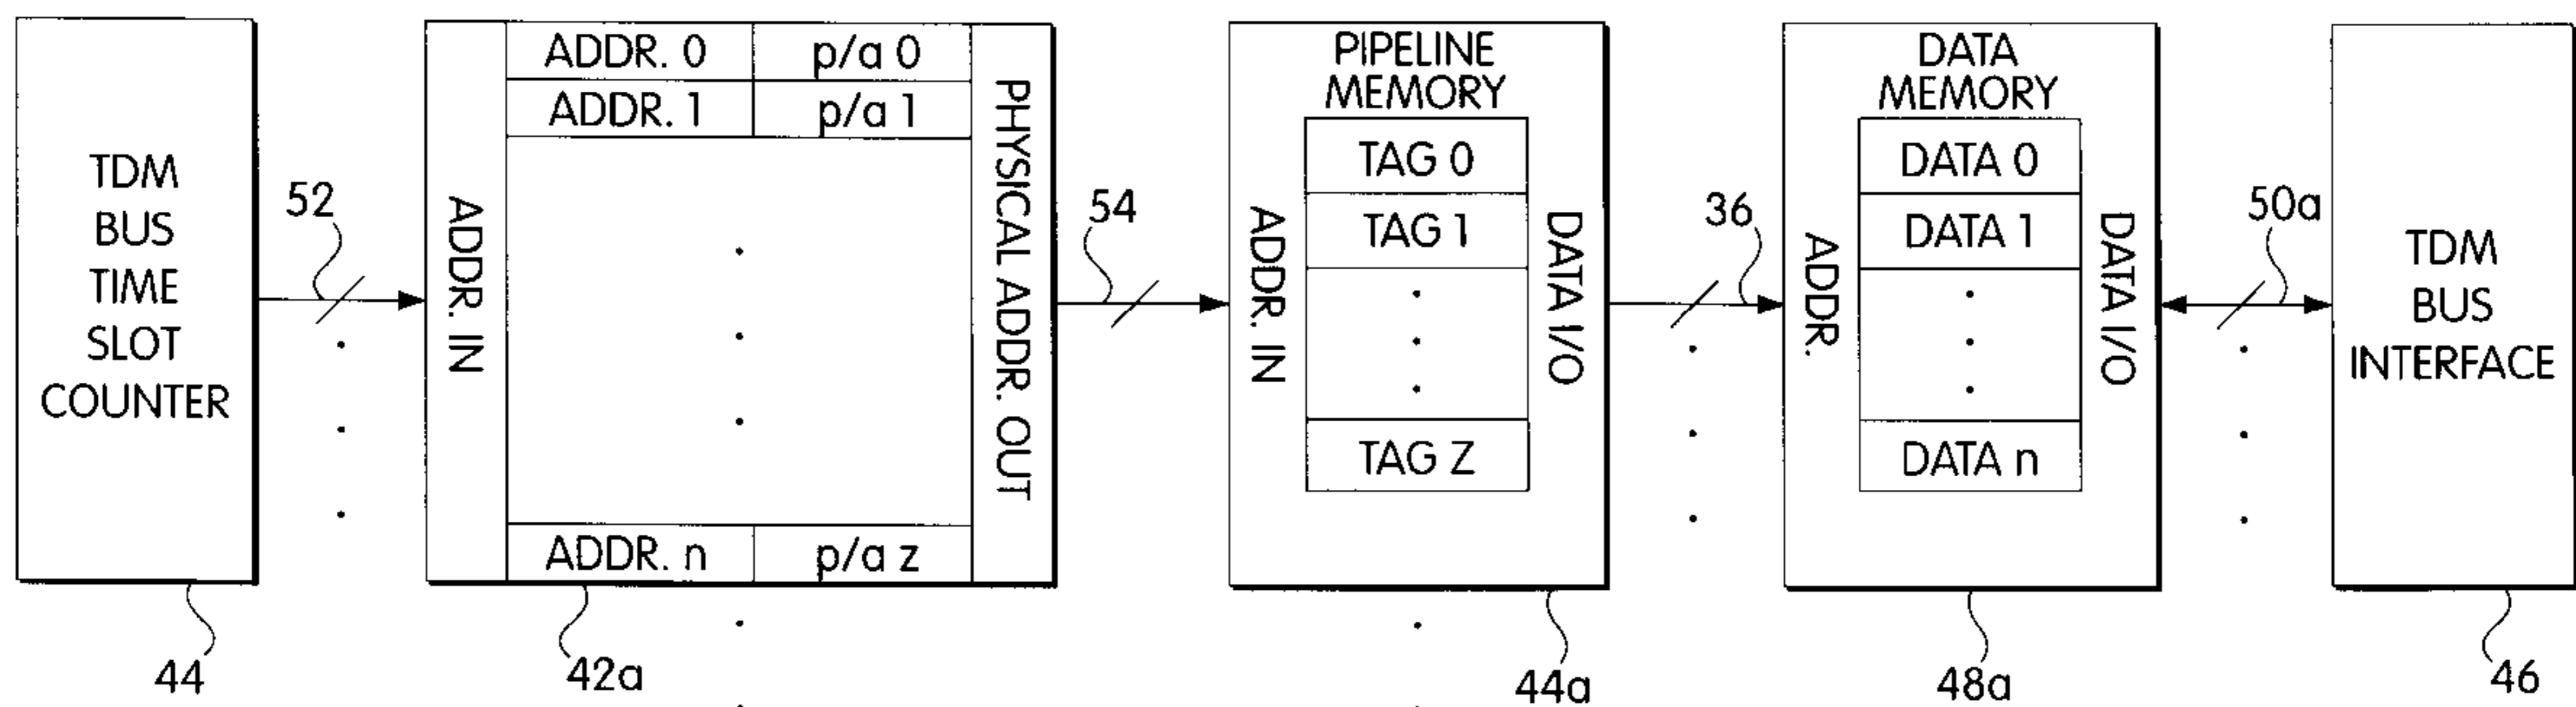 TDM
BUS
TIME
SLOT
COUNTER
44
52
ADDR. IN
ADDR. 0
p/a 0
ADDR. 1
p/a 1
ADDR. n
p/a z
PHYSICAL ADDR. OUT
42a
54
PIPELINE
MEMORY
ADDR. IN
TAG 0
TAG 1
TAG Z
DATA I/O
44a
36
DATA
MEMORY
ADDR.
DATA 0
DATA 1
DATA n
DATA I/O
48a
50a
TDM
BUS
INTERFACE
46